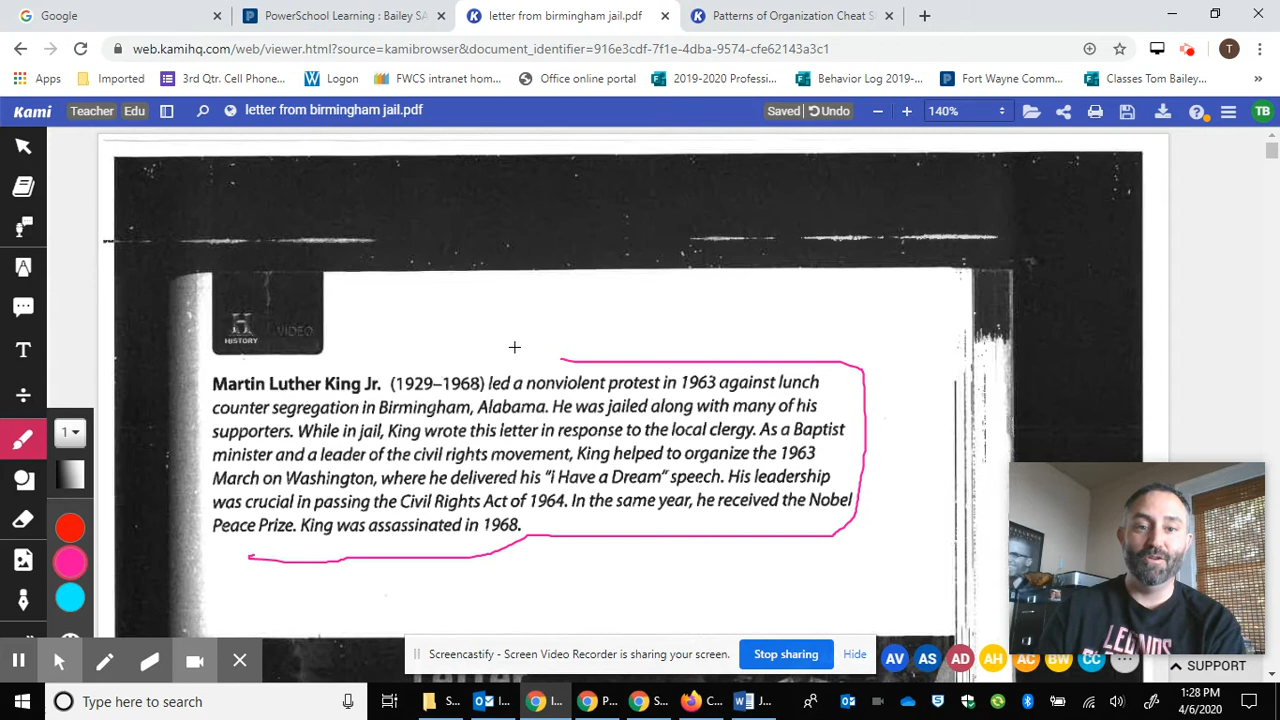 Google
PowerSchool Learning : Bailey SA
letter from birmingham jail.pdf
Patterns of Organization Cheat S
web.kamihq.com/web/viewer.html?source=kamibrowser&document_identifier=916e3cdf-7f1e-4dba-9574-cfe62143a3c1
T
Apps
Imported
3rd Qtr. Cell Phone...
Logon
FWCS intranet hom...
Office online portal
2019-2020 Professi...
Behavior Log 2019-...
Fort Wayne Comm...
Classes Tom Bailey...
Kami
Teacher
Edu
letter from birmingham jail.pdf
Saved
Undo
140%
TB
HISTORY
VIDEO
Martin Luther King Jr. (1929–1968) led a nonviolent protest in 1963 against lunch
counter segregation in Birmingham, Alabama. He was jailed along with many of his
supporters. While in jail, King wrote this letter in response to the local clergy. As a Baptist
minister and a leader of the civil rights movement, King helped to organize the 1963
March on Washington, where he delivered his "i Have a Dream" speech. His leadership
was crucial in passing the Civil Rights Act of 1964. In the same year, he received the Nobel
Peace Prize. King was assassinated in 1968.
1
LEGENDS
Screencastify - Screen Video Recorder is sharing your screen.
Stop sharing
Hide
AV
AS
AD
AH
AC
BW
CC
SUPPORT
Type here to search
S...
I...
l...
P...
S...
C...
J...
1:28 PM
4/6/2020